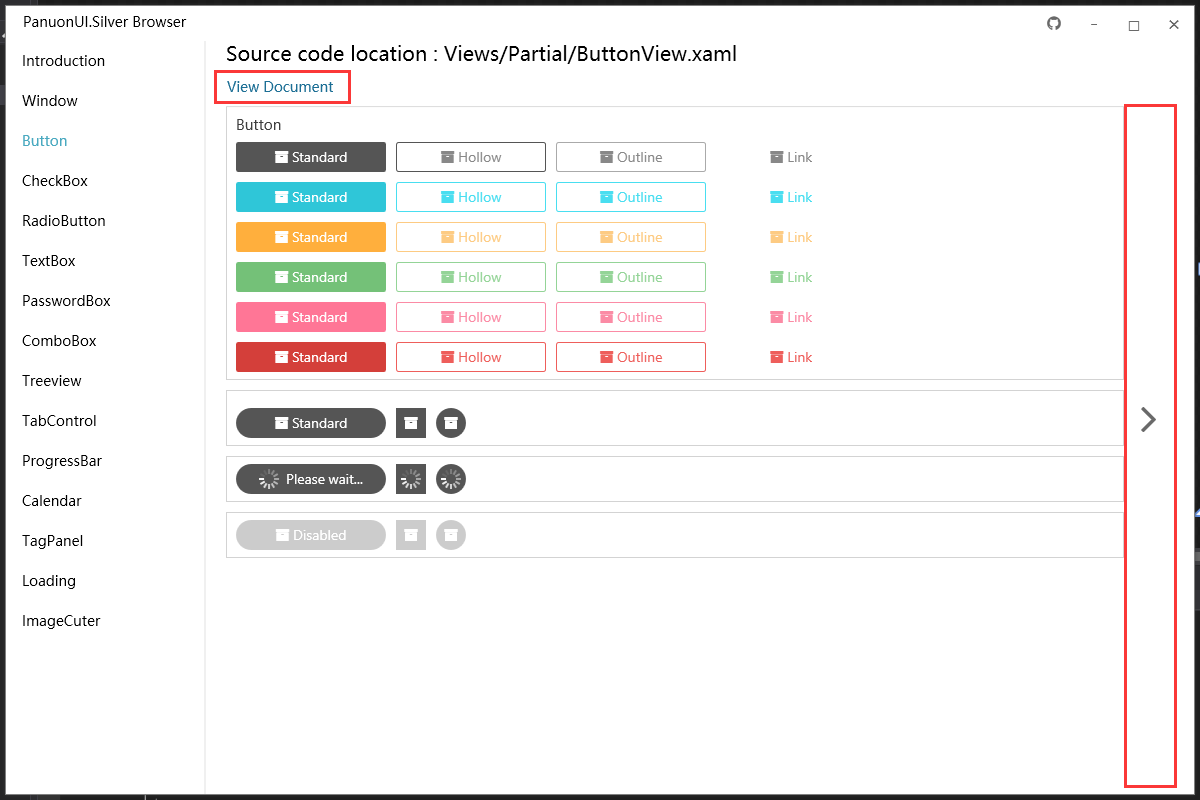 PanuonUI.Silver Browser
Introduction
Window
Button
CheckBox
RadioButton
TextBox
PasswordBox
ComboBox
Treeview
TabControl
ProgressBar
Calendar
TagPanel
Loading
ImageCuter
Source code location : Views/Partial/ButtonView.xaml
View Document
Button
Standard Hollow Outline Link
Standard Hollow Outline Link
Standard Hollow Outline Link
Standard Hollow Outline Link
Standard Hollow Outline Link
Standard Hollow Outline Link
Standard
Please wait...
Disabled